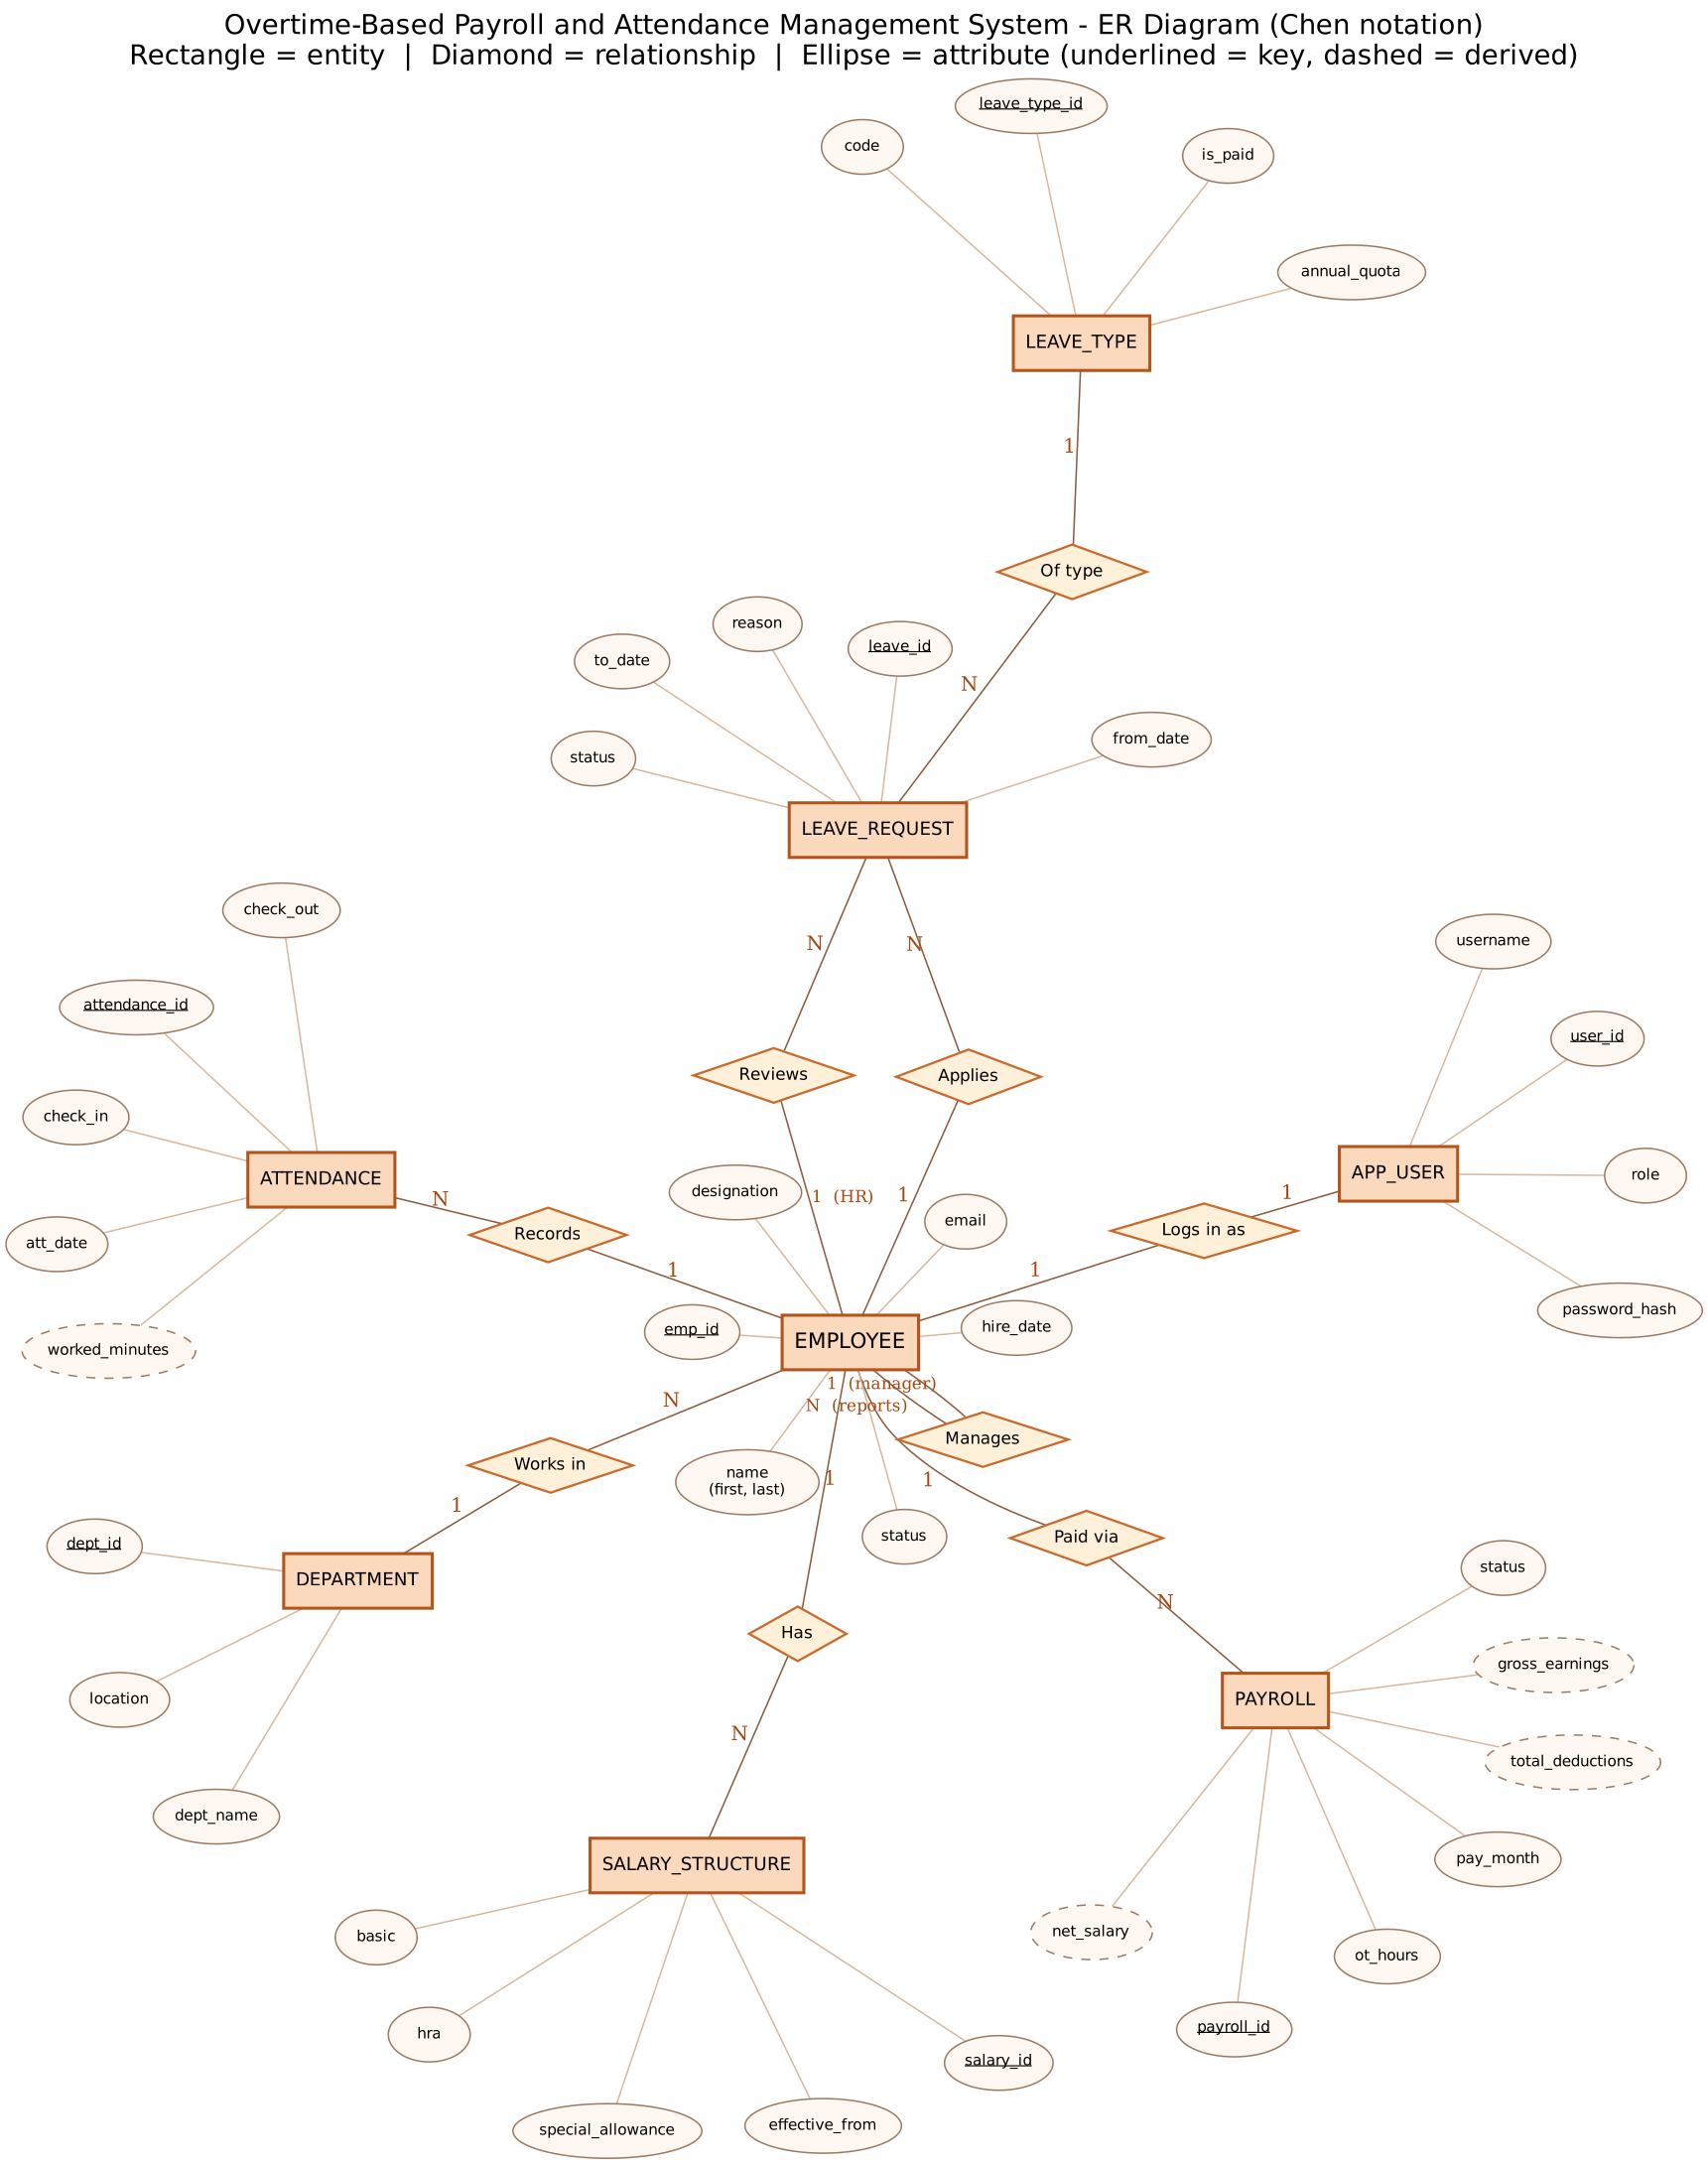 Overtime-Based Payroll and Attendance Management System - ER Diagram (Chen notation)
Rectangle = entity | Diamond = relationship | Ellipse = attribute (underlined = key, dashed = derived)
leave_type_id
code
is_paid
annual_quota
LEAVE_TYPE
1
Of type
reason
leave_id
to_date
N
from_date
status
LEAVE_REQUEST
check_out
username
N
N
attendance_id
user_id
Reviews
Applies
check_in
ATTENDANCE
APP_USER
role
designation
1 (HR)
1
1
N
email
Records
Logs in as
att_date
1
1
password_hash
emp_id
EMPLOYEE
hire_date
worked_minutes
1 (manager)
N
N (reports)
Manages
Works in
name
(first, last)
1
1
1
status
Paid via
dept_id
status
DEPARTMENT
N
Has
gross_earnings
location
PAYROLL
N
total_deductions
dept_name
SALARY_STRUCTURE
pay_month
basic
net_salary
ot_hours
hra
payroll_id
salary_id
special_allowance
effective_from